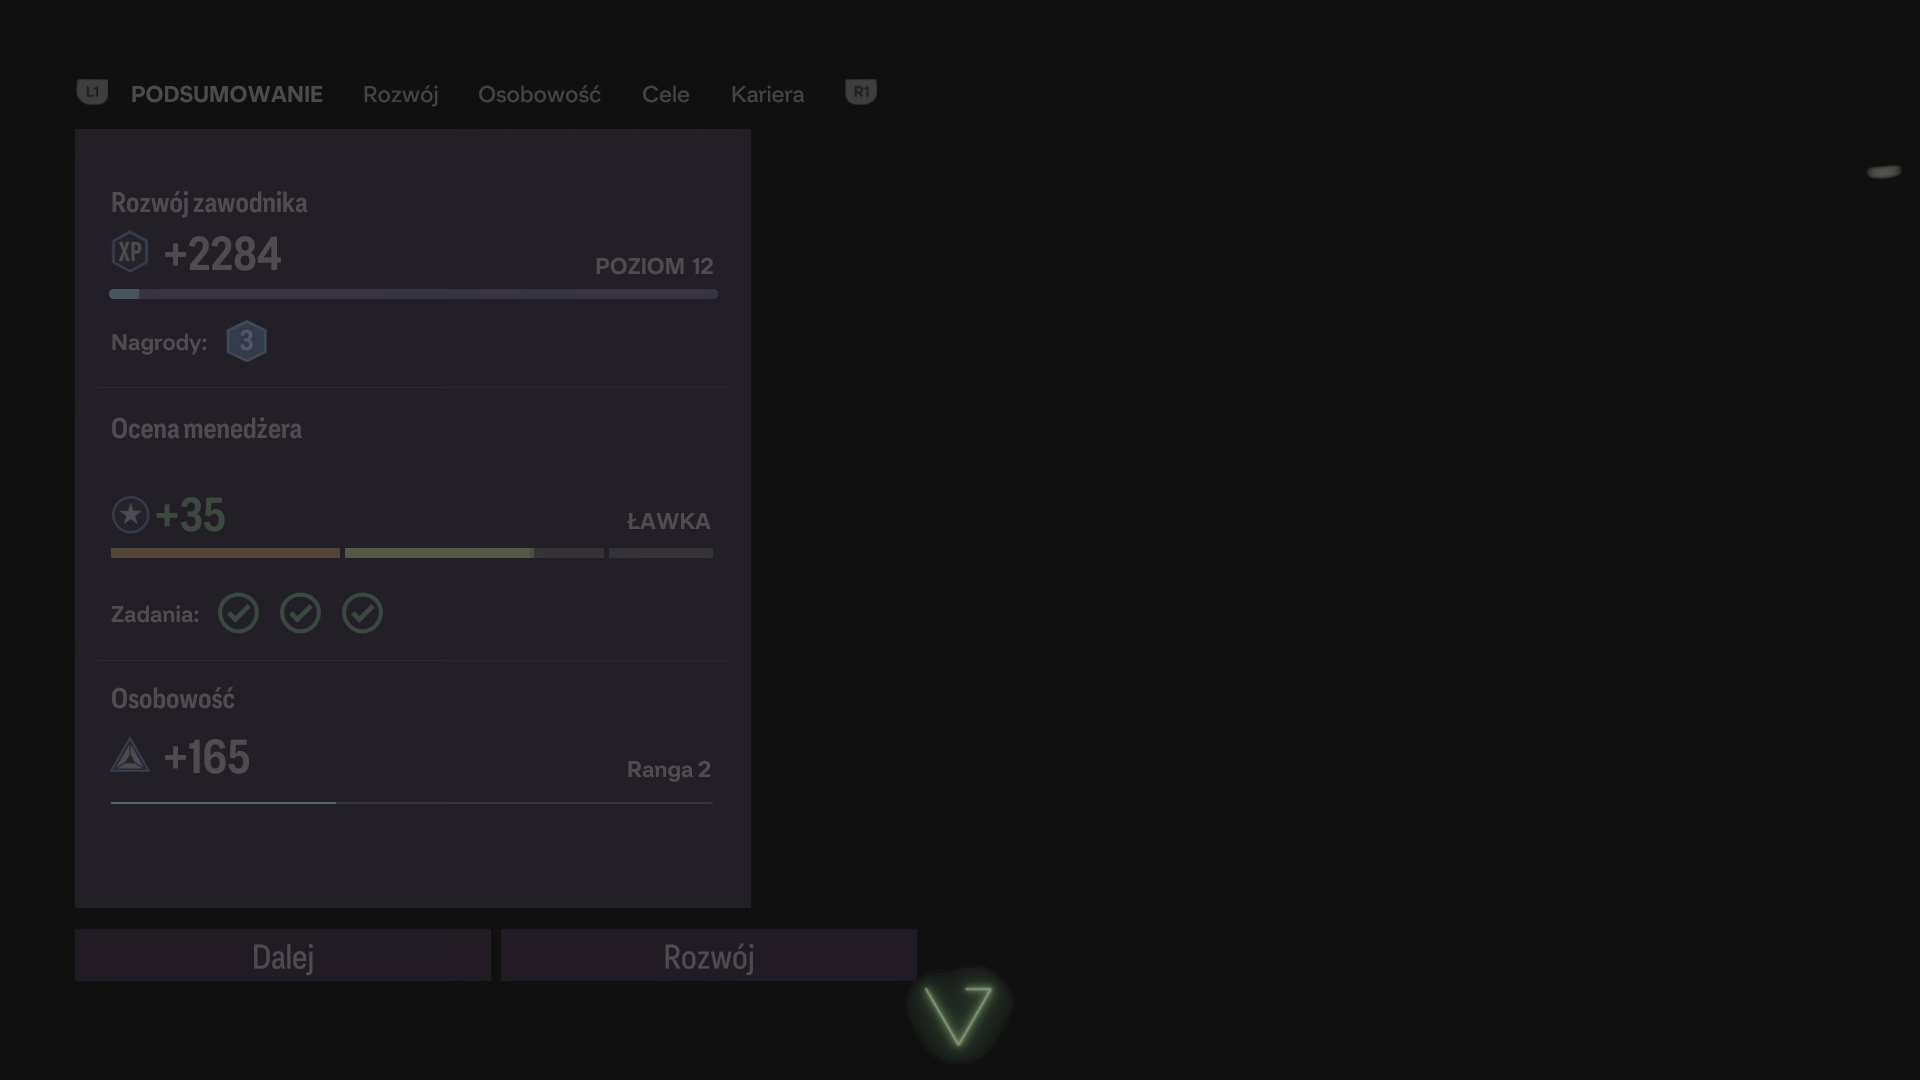 L1 PODSUMOWANIE Rozwój Osobowość Cele Kariera R1
Rozwój zawodnika
XP +2284 POZIOM 12
Nagrody: 3
Ocena menedżera
+35 ŁAWKA
Zadania:
Osobowość
+165 Ranga 2
Dalej Rozwój